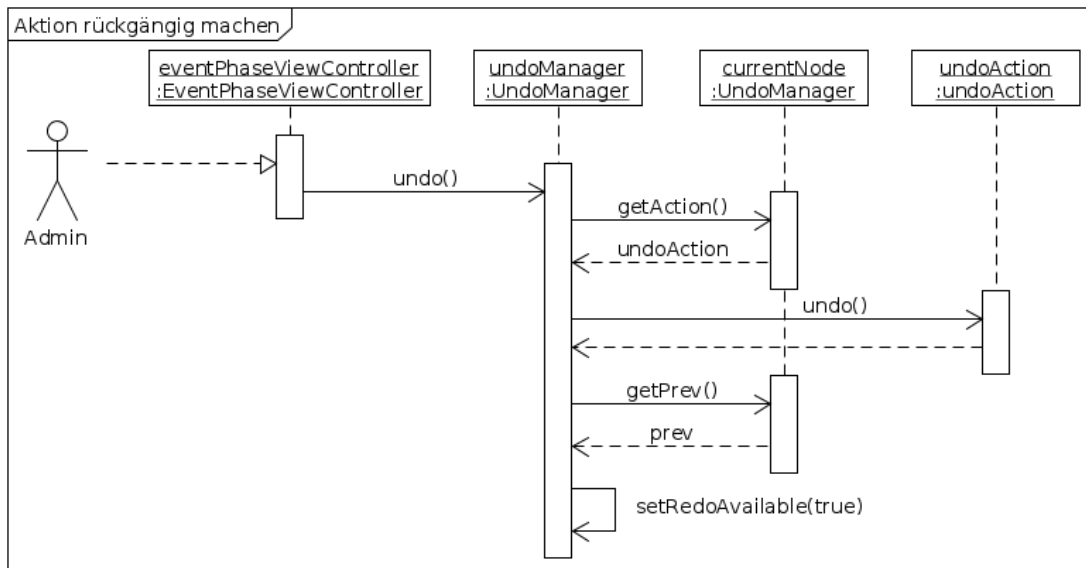 Aktion rückgängig machen
eventPhaseViewController
:EventPhaseViewController
undoManager
:UndoManager
currentNode
:UndoManager
undoAction
:undoAction
Admin
undo()
getAction()
undoAction
undo()
getPrev()
prev
setRedoAvailable(true)